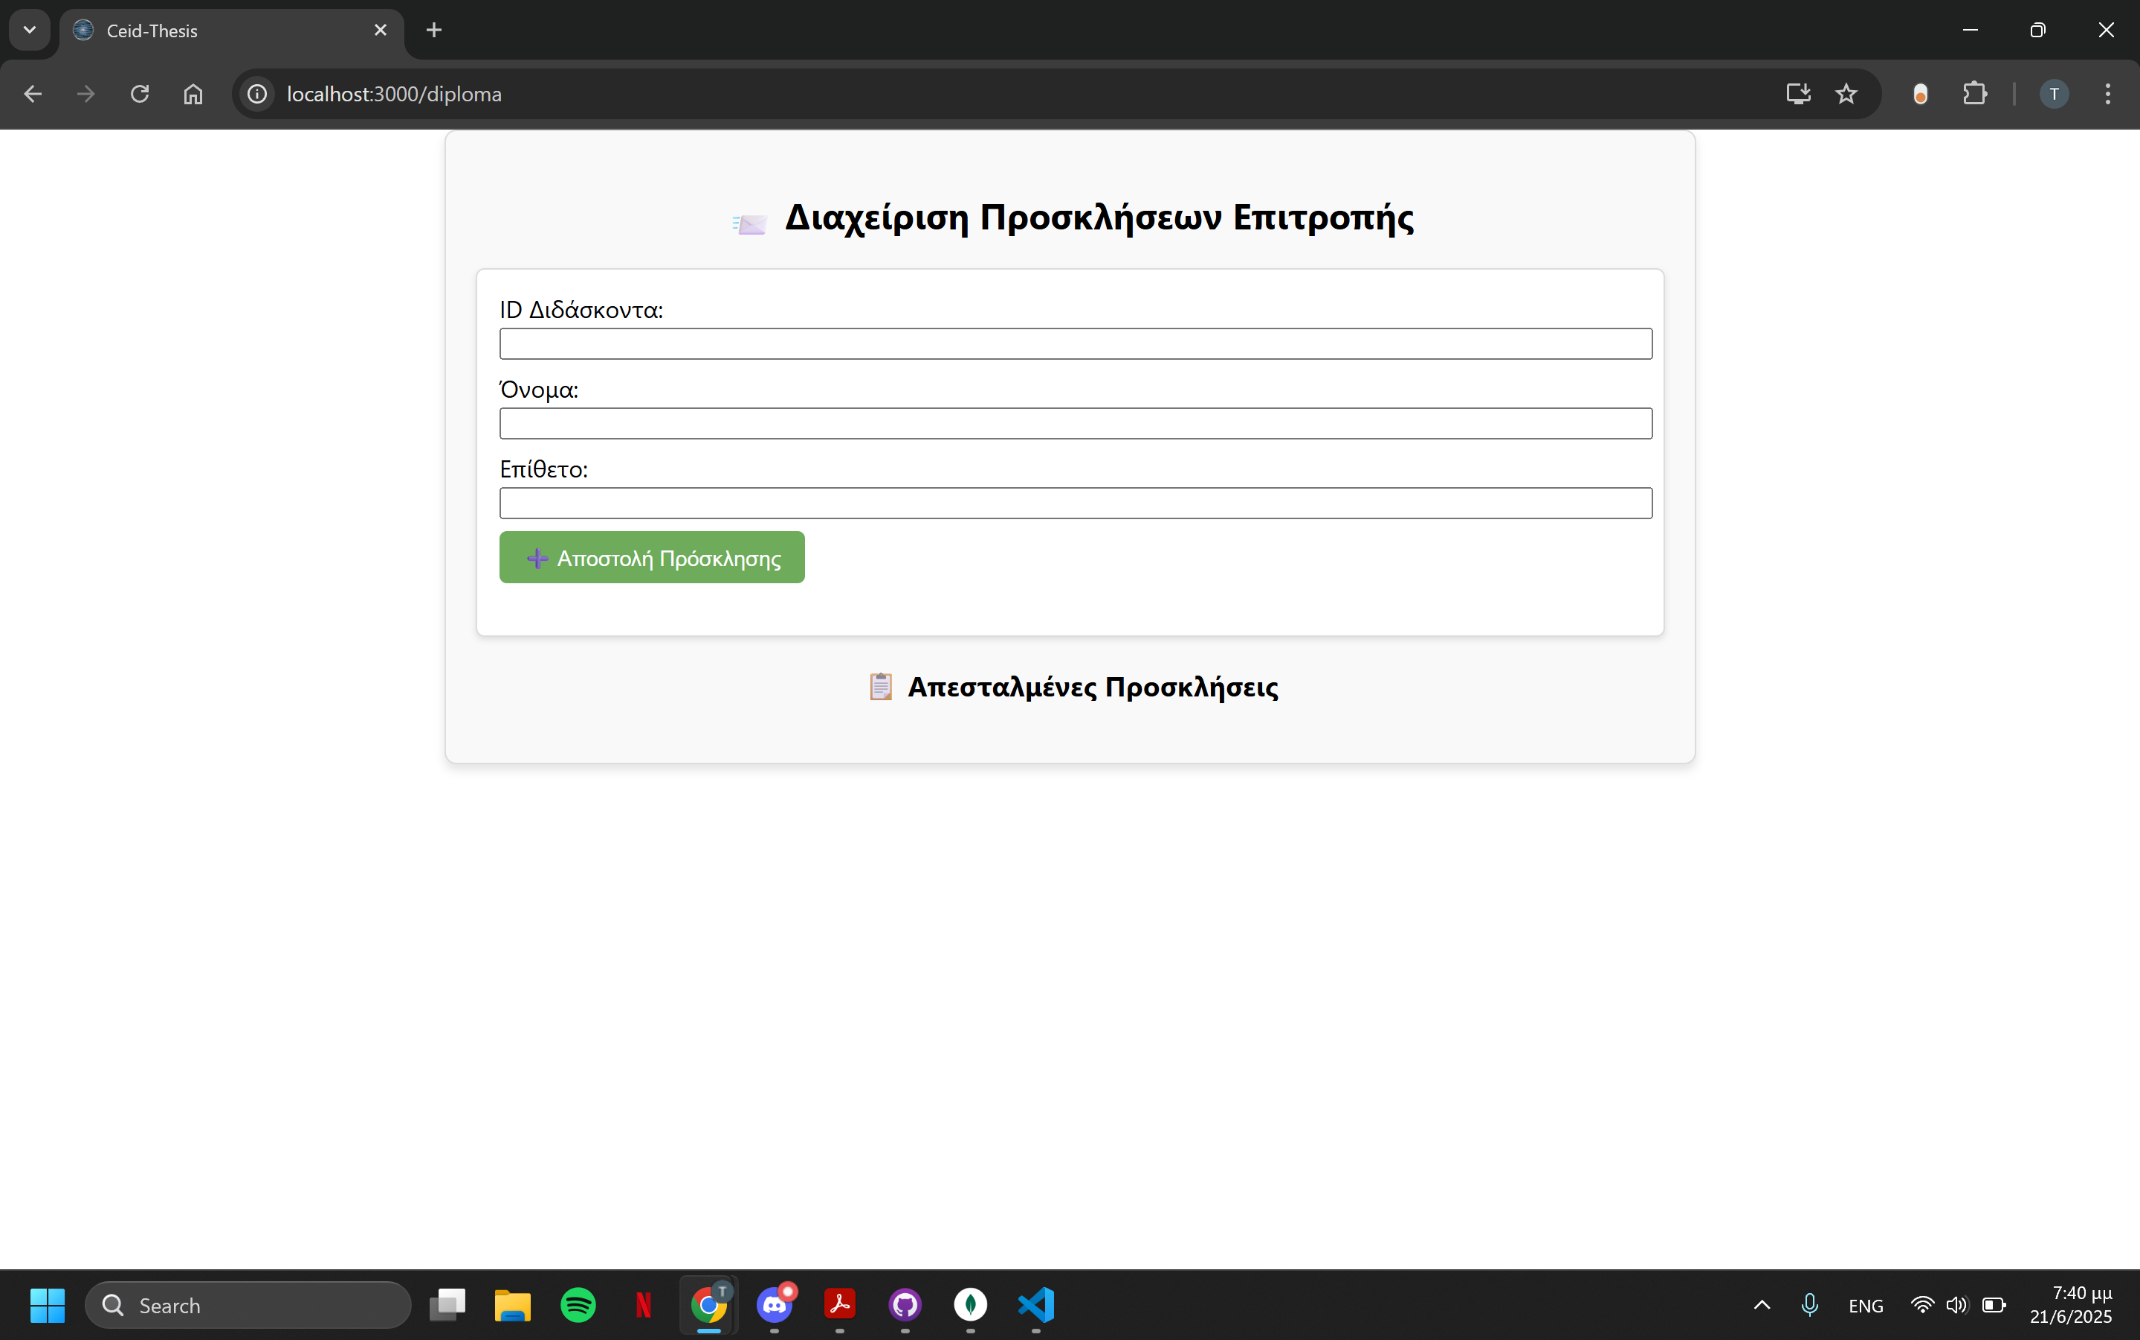 Ceid-Thesis
localhost:3000/diploma
T
Διαχείριση Προσκλήσεων Επιτροπής
ID Διδάσκοντα:
Όνομα:
Επίθετο:
Αποστολή Πρόσκλησης
Απεσταλμένες Προσκλήσεις
Search
N
T
ENG
7:40 μμ
21/6/2025